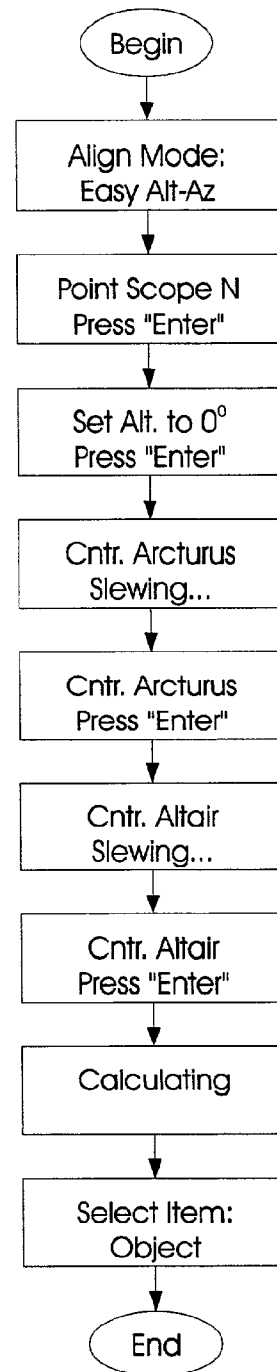 Begin
Align Mode:
Easy Alt-Az
Point Scope N
Press "Enter"
Set Alt. to 0°
Press "Enter"
Cntr. Arcturus
Slewing...
Cntr. Arcturus
Press "Enter"
Cntr. Altair
Slewing...
Cntr. Altair
Press "Enter"
Calculating
Select Item:
Object
End